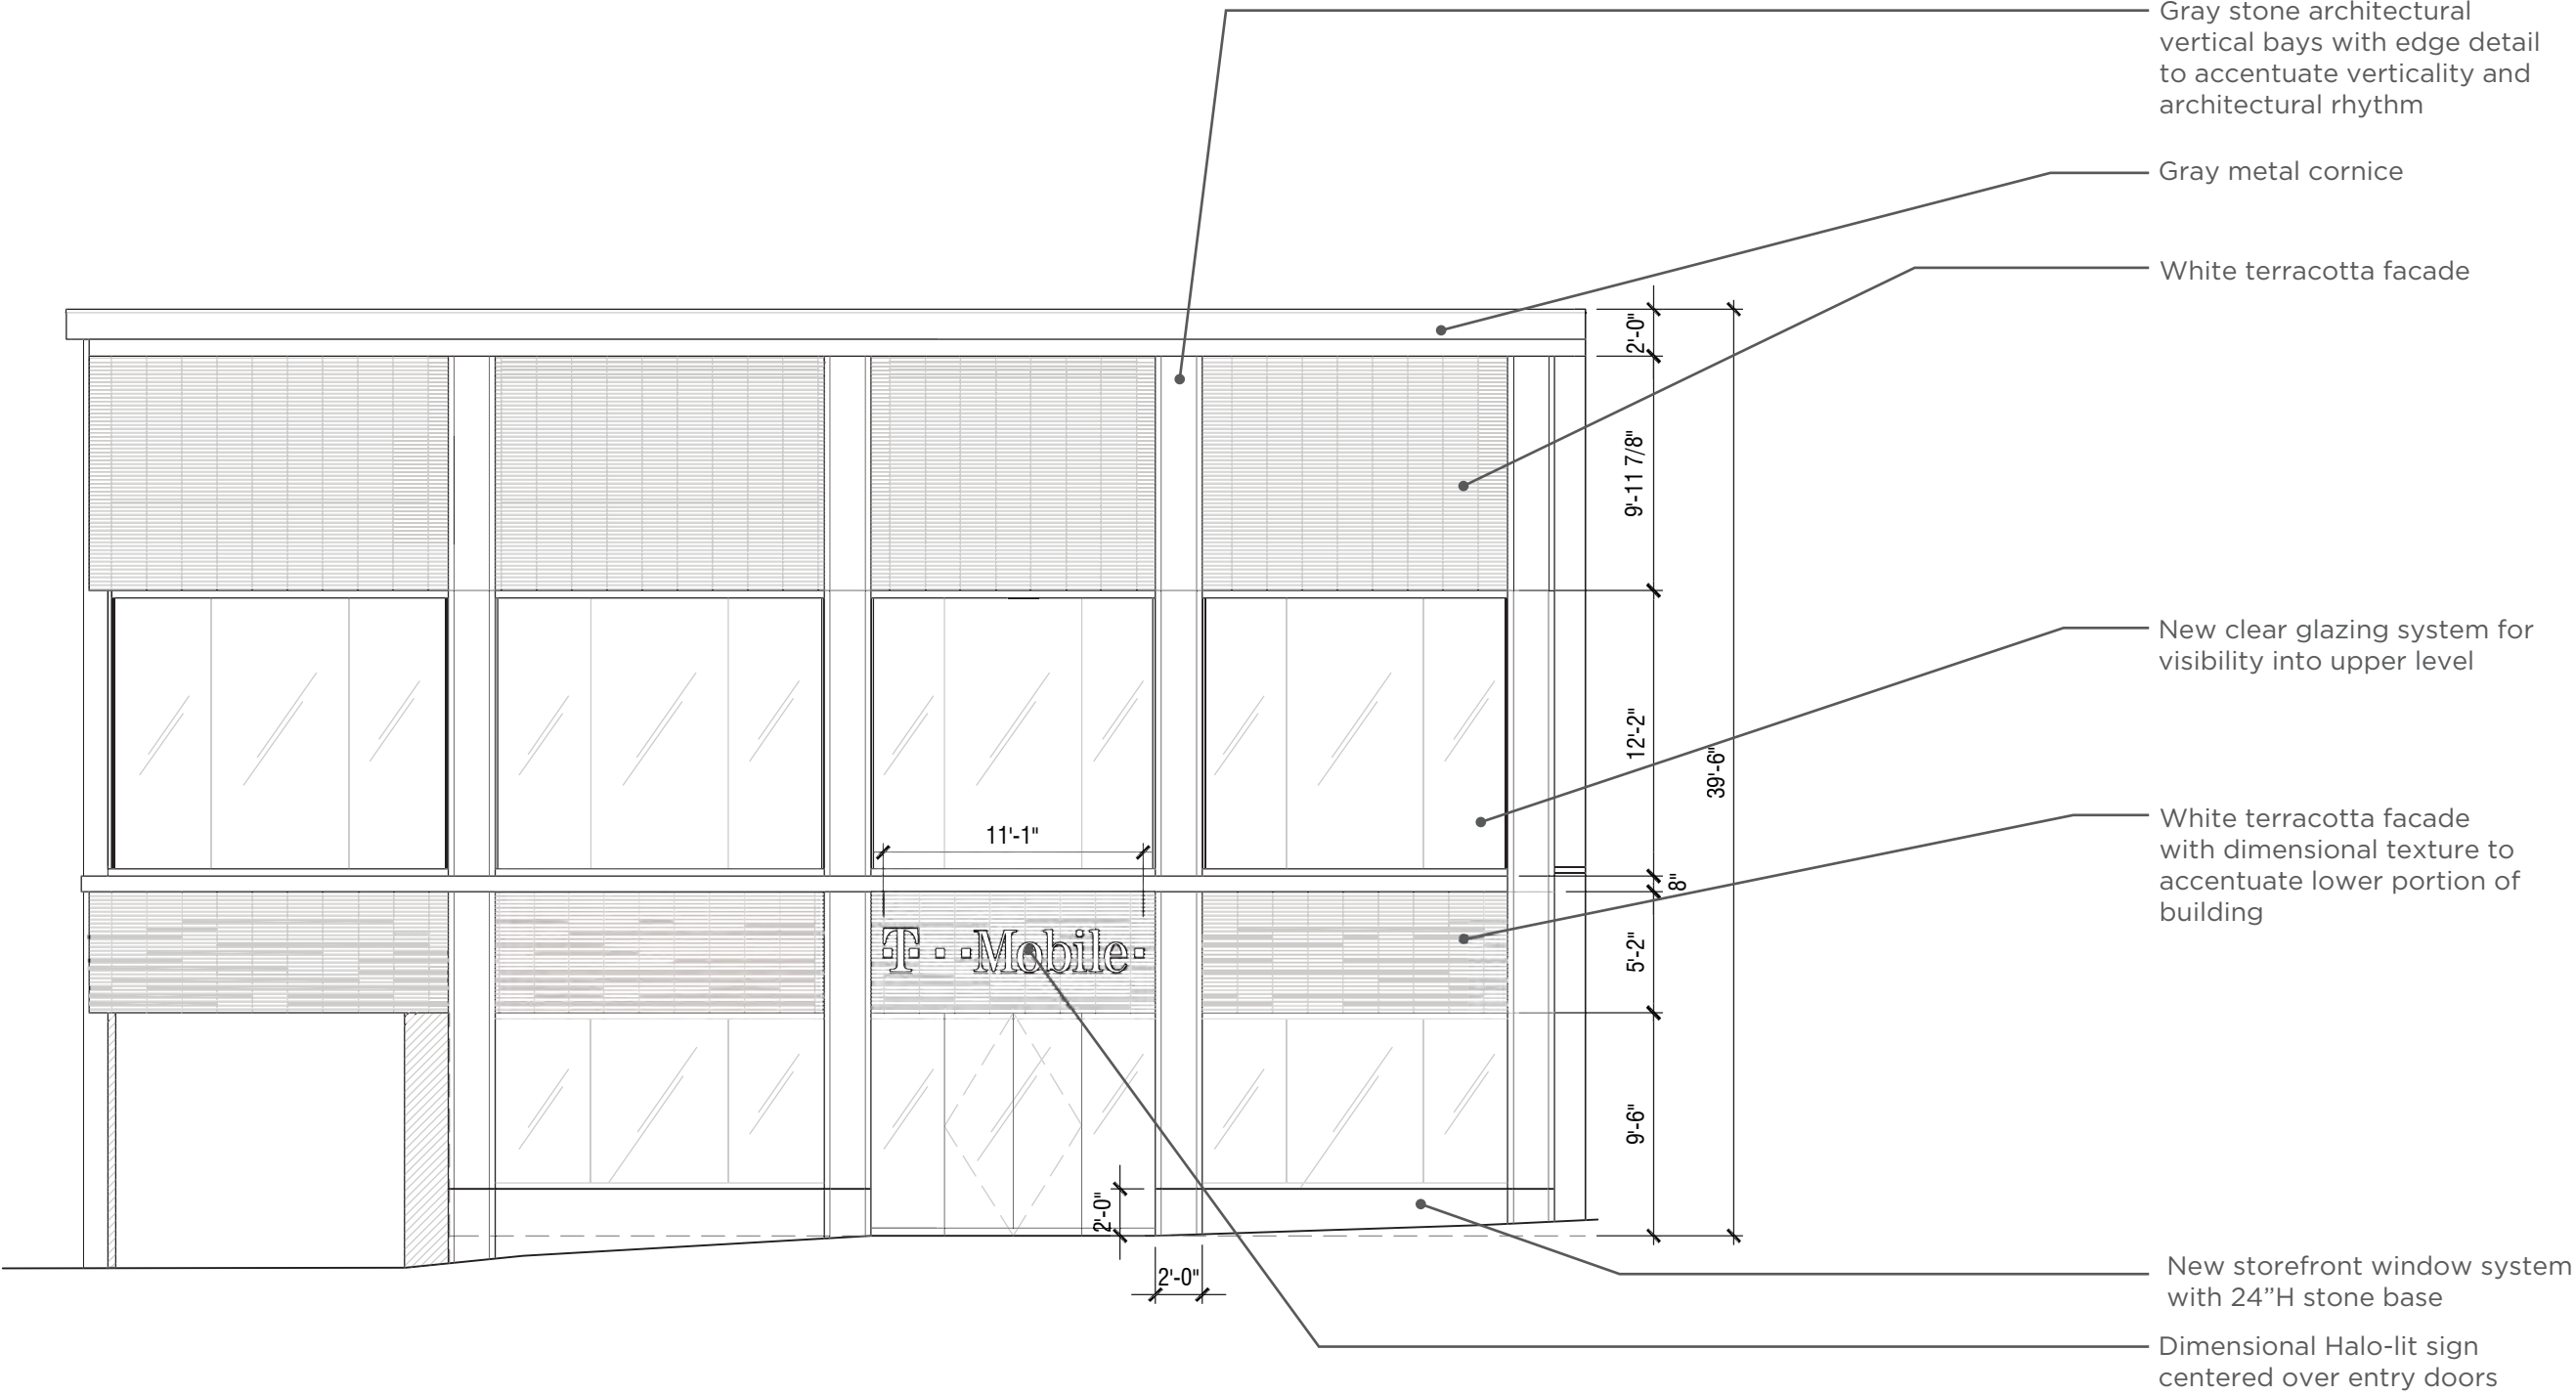 Gray stone architectural
vertical bays with edge detail
to accentuate verticality and
architectural rhythm
Gray metal cornice
White terracotta facade
2'-0"
9'-11 7/8"
12'-2"
39'-6"
New clear glazing system for
visibility into upper level
11'-1"
8"
White terracotta facade
with dimensional texture to
accentuate lower portion of
building
T · · Mobile ·
5'-2"
9'-6"
2'-0"
2'-0"
New storefront window system
with 24”H stone base
Dimensional Halo-lit sign
centered over entry doors